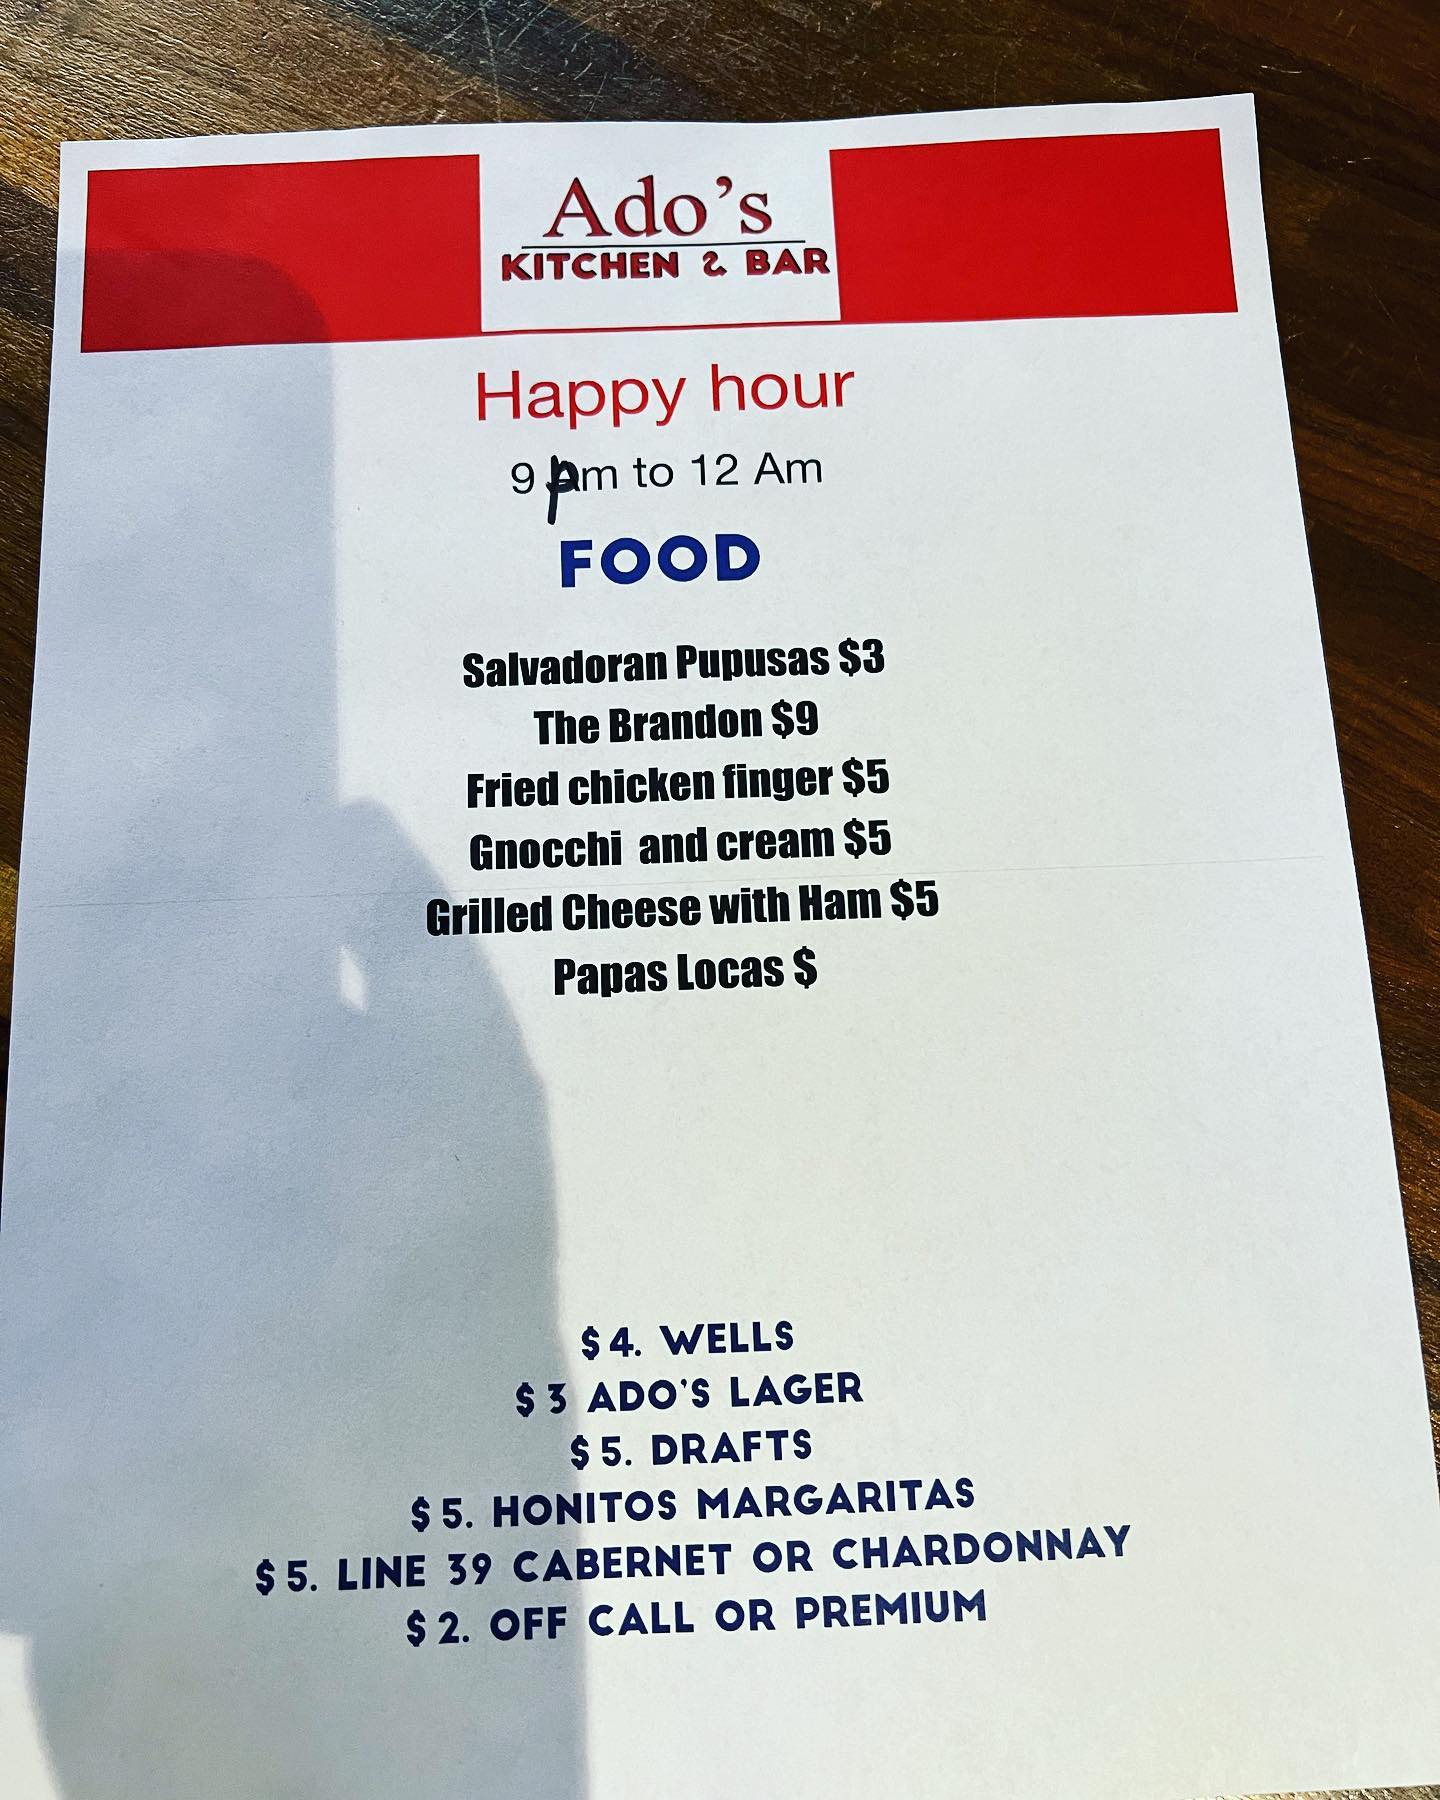 Ado's
KITCHEN & BAR
Happy hour
9 pm to 12 Am
FOOD
Salvadoran Pupusas $3
The Brandon $9
Fried chicken finger $5
Gnocchi and cream $5
Grilled Cheese with Ham $5
Papas Locas $
$ 4. WELLS
$ 3 ADO'S LAGER
$ 5. DRAFTS
$ 5. HONITOS MARGARITAS
$ 5. LINE 39 CABERNET OR CHARDONNAY
$ 2. OFF CALL OR PREMIUM